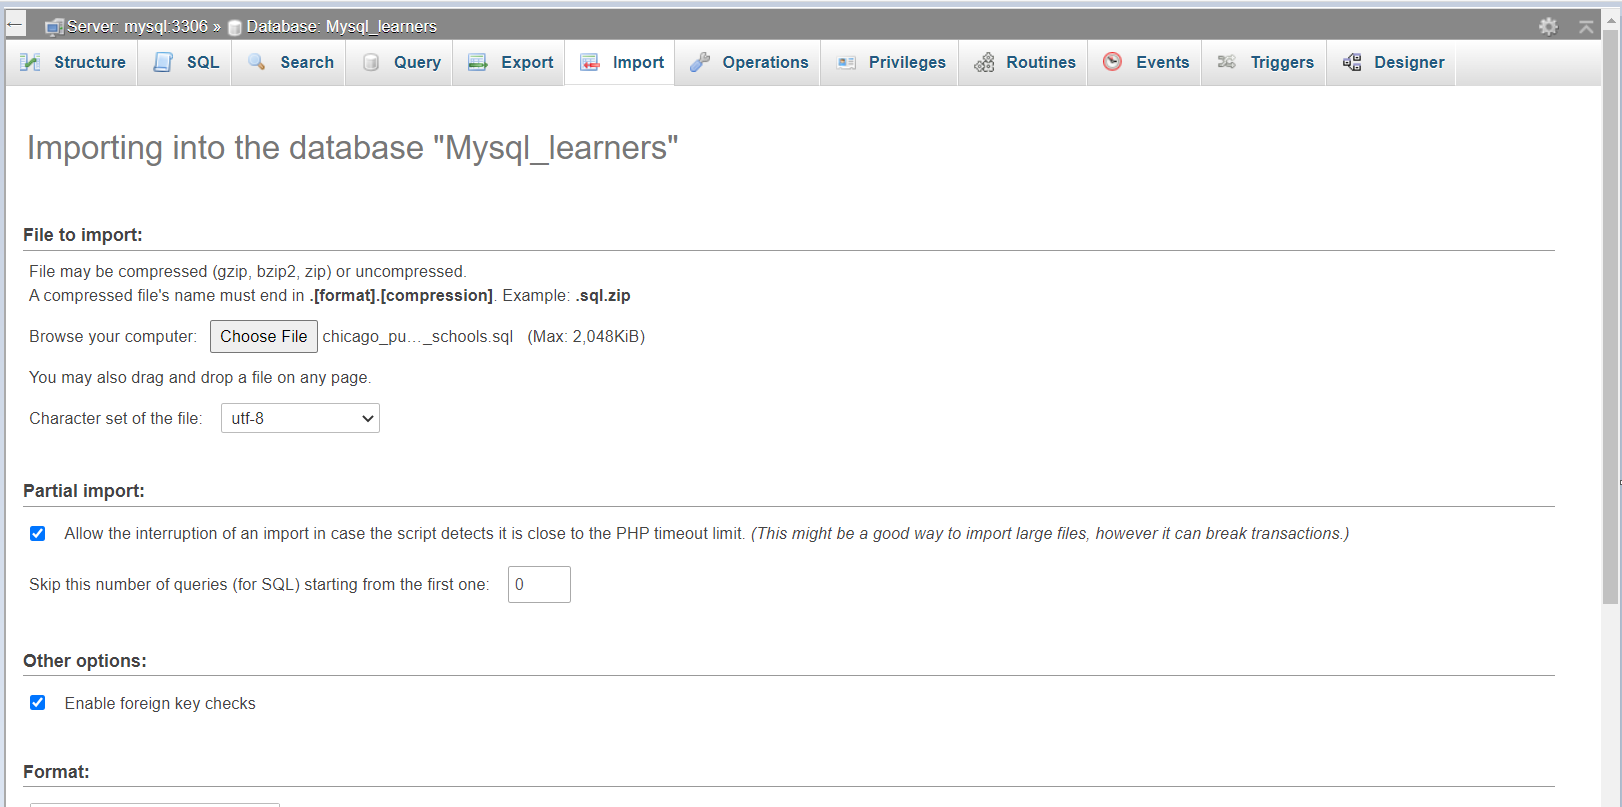 Server: mysql:3306 » Database: Mysql_learners
Structure SQL Search Query Export Import Operations Privileges Routines Events Triggers Designer
Importing into the database "Mysql_learners"
File to import:
File may be compressed (gzip, bzip2, zip) or uncompressed.
A compressed file's name must end in .[format].[compression]. Example: .sql.zip
Browse your computer: Choose File chicago_pu…_schools.sql (Max: 2,048KiB)
You may also drag and drop a file on any page.
Character set of the file: utf-8
Partial import:
Allow the interruption of an import in case the script detects it is close to the PHP timeout limit. (This might be a good way to import large files, however it can break transactions.)
Skip this number of queries (for SQL) starting from the first one: 0
Other options:
Enable foreign key checks
Format: